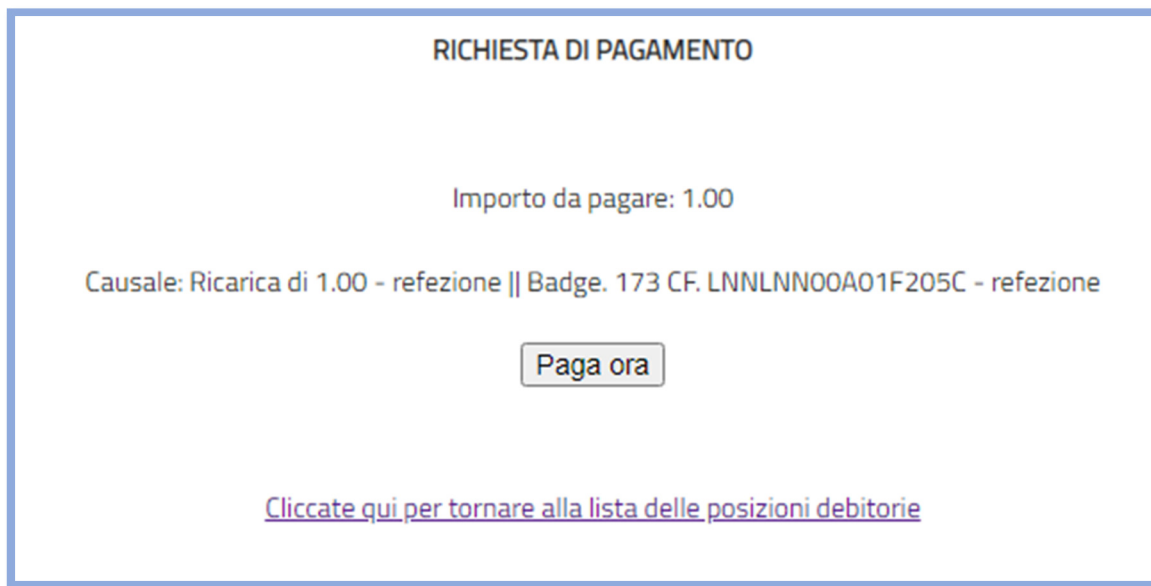 RICHIESTA DI PAGAMENTO
Importo da pagare: 1.00
Causale: Ricarica di 1.00 - refezione || Badge. 173 CF. LNNLNN00A01F205C - refezione
Paga ora
Cliccate qui per tornare alla lista delle posizioni debitorie